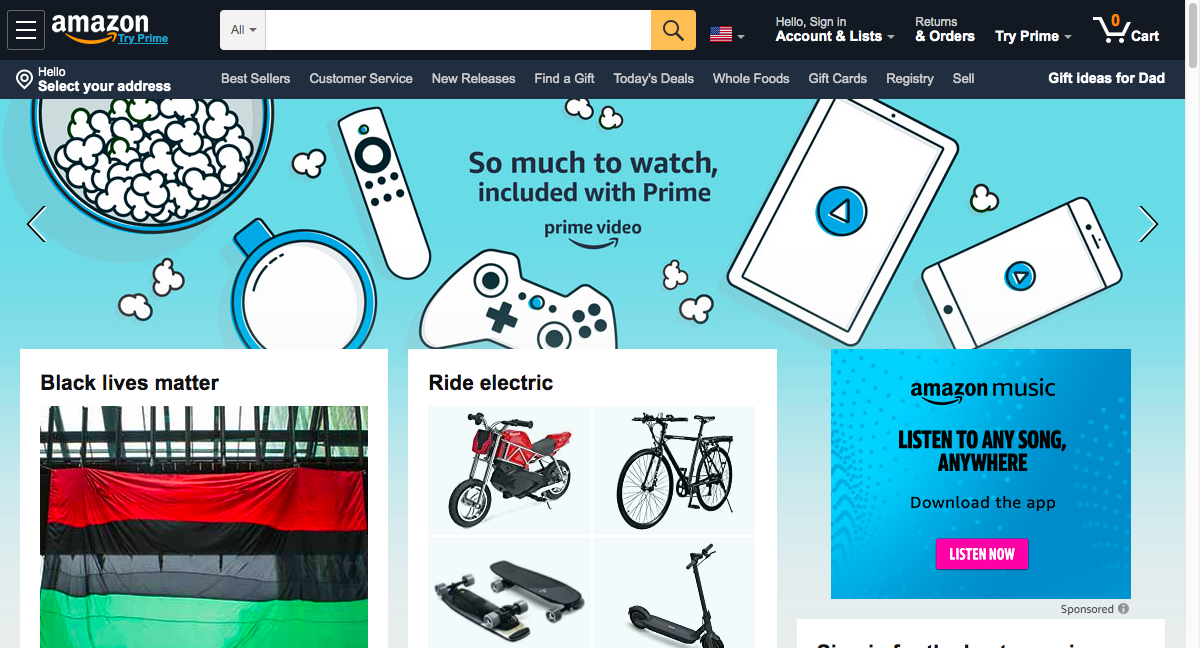 amazon
Try Prime
All
Hello, Sign in
Account & Lists
Returns
& Orders
Try Prime
0
Cart
Hello
Select your address
Best Sellers
Customer Service
New Releases
Find a Gift
Today's Deals
Whole Foods
Gift Cards
Registry
Sell
Gift ideas for Dad
So much to watch,
included with Prime
prime video
Black lives matter
Ride electric
amazon music
LISTEN TO ANY SONG,
ANYWHERE
Download the app
LISTEN NOW
Sponsored